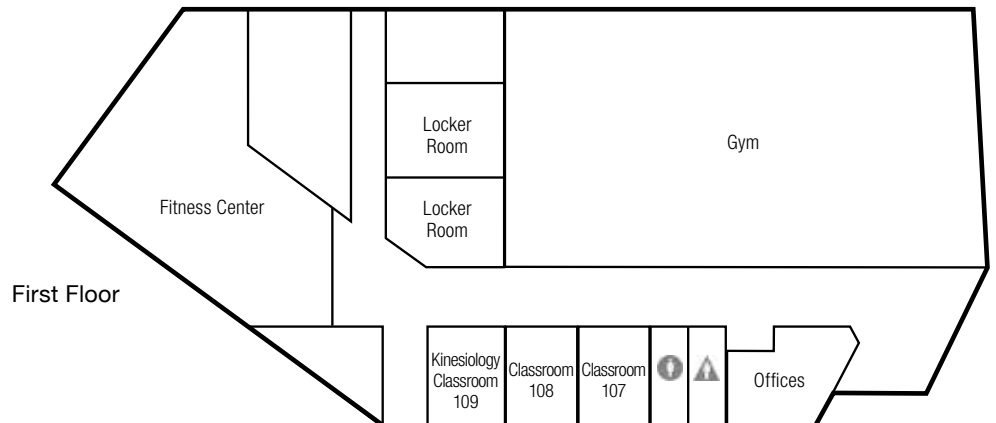 Locker
Room
Gym
Fitness Center
Locker
Room
First Floor
Kinesiology
Classroom
109
Classroom
108
Classroom
107
Offices